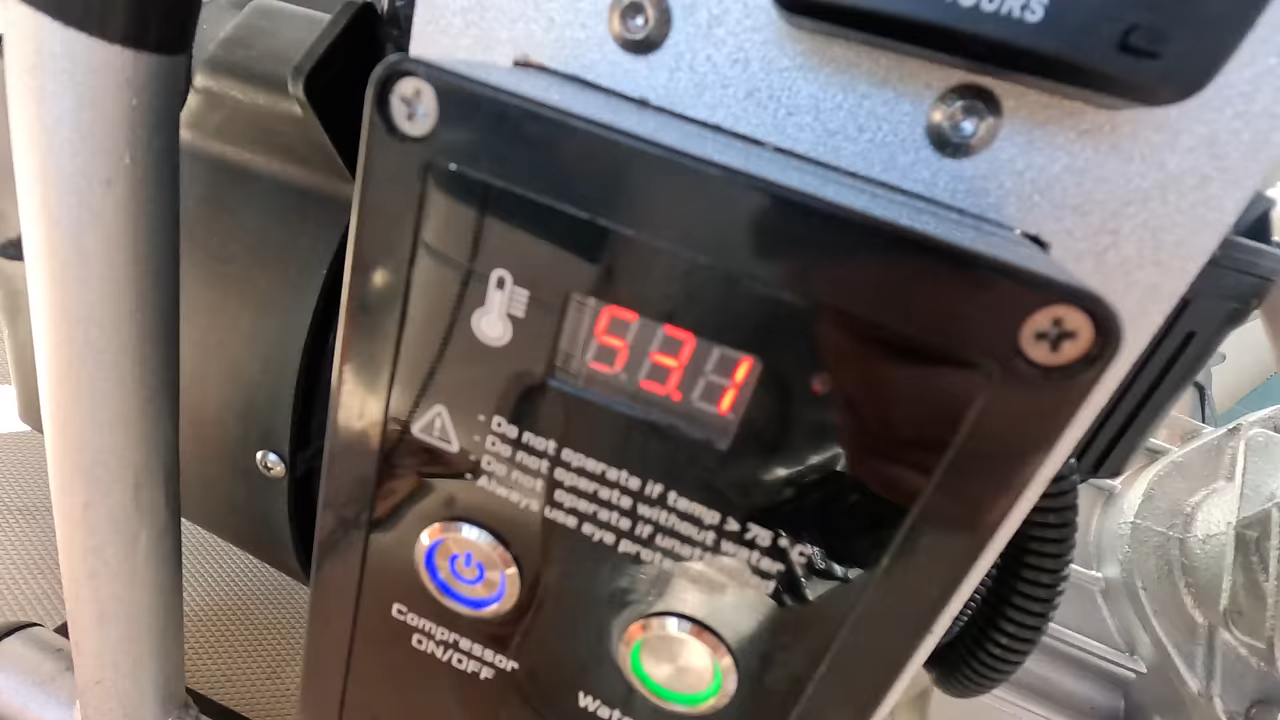 53.1
- Do not operate if temp > 75 °C
- Do not operate without water
- Do not operate if
- Always use eye
Compressor
ON/OFF